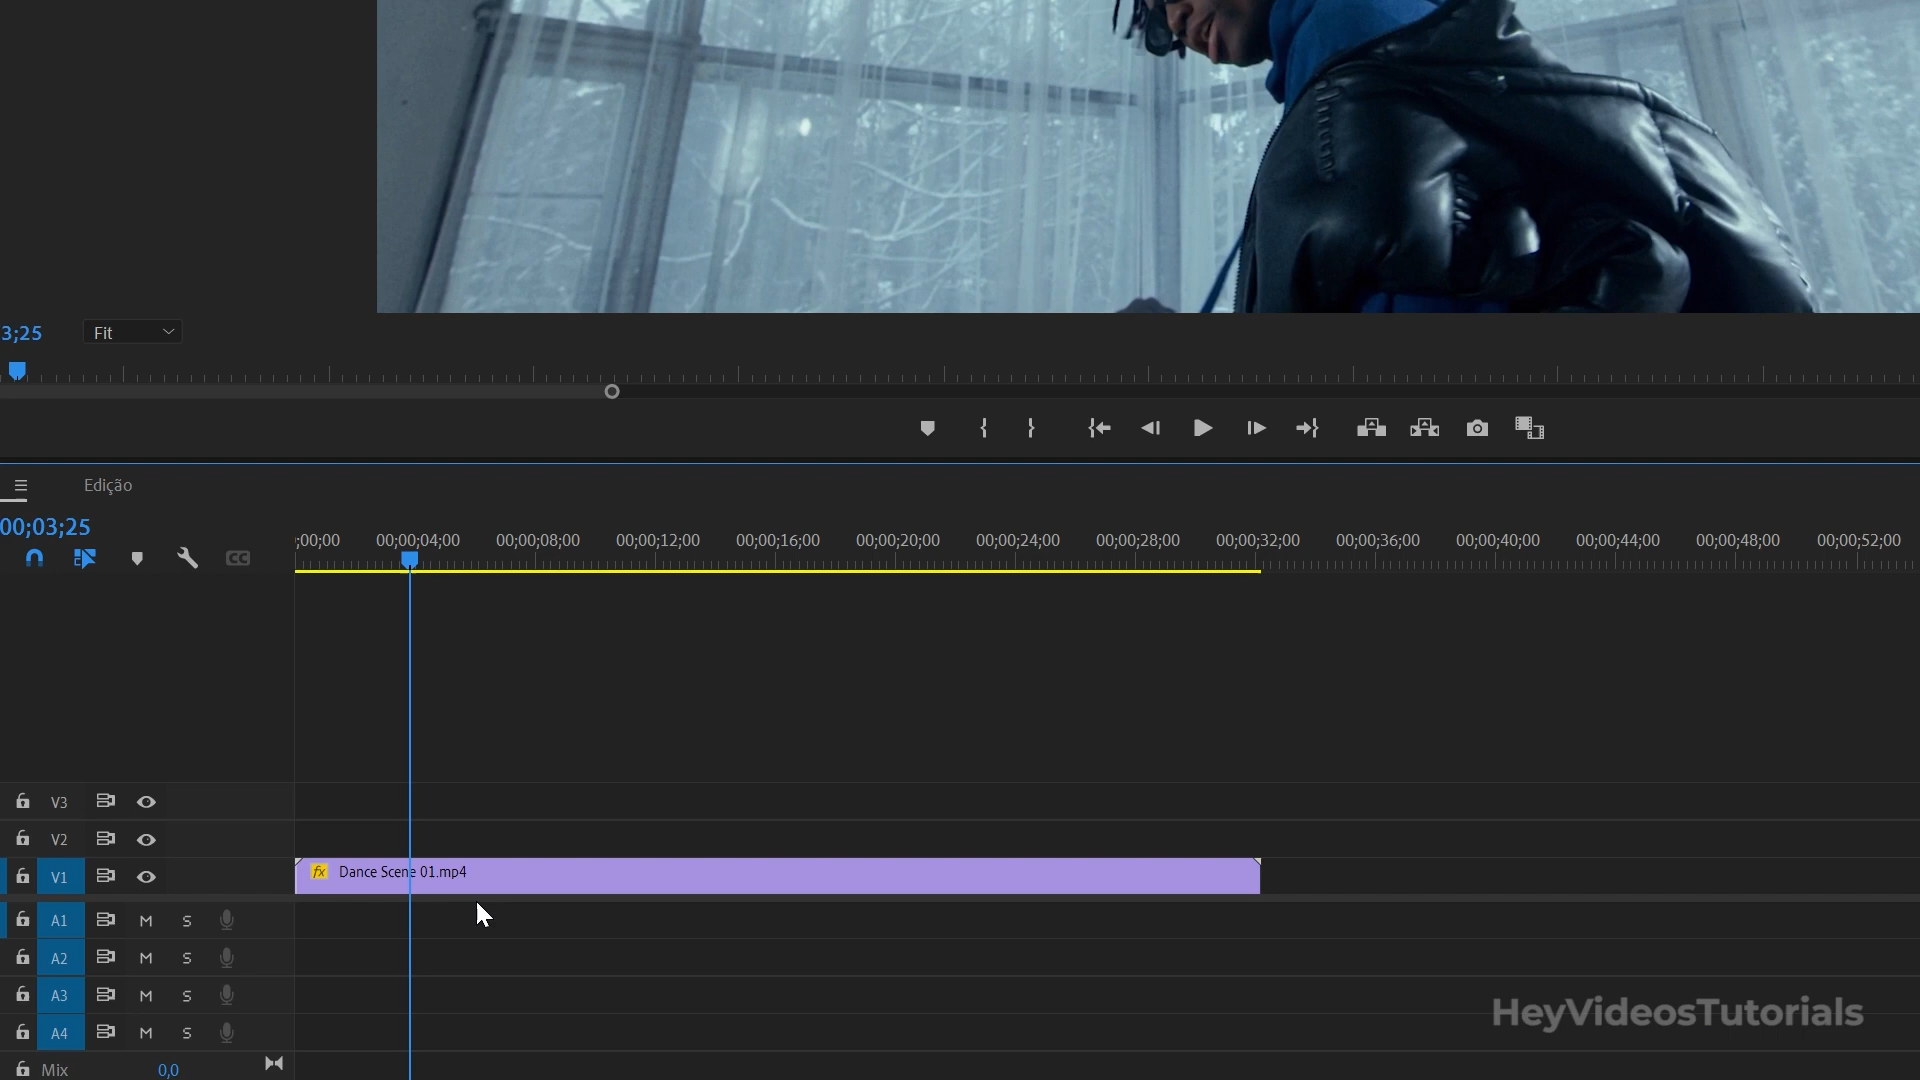 3;25
Fit
Edição
00;03;25
;00;00
00;00;04;00
00;00;08;00
00;00;12;00
00;00;16;00
00;00;20;00
00;00;24;00
00;00;28;00
00;00;32;00
00;00;36;00
00;00;40;00
00;00;44;00
00;00;48;00
00;00;52;00
CC
V3
V2
V1
fx Dance Scene 01.mp4
A1 M S
A2 M S
A3 M S
A4 M S
Mix 0,0
HeyVideosTutorials